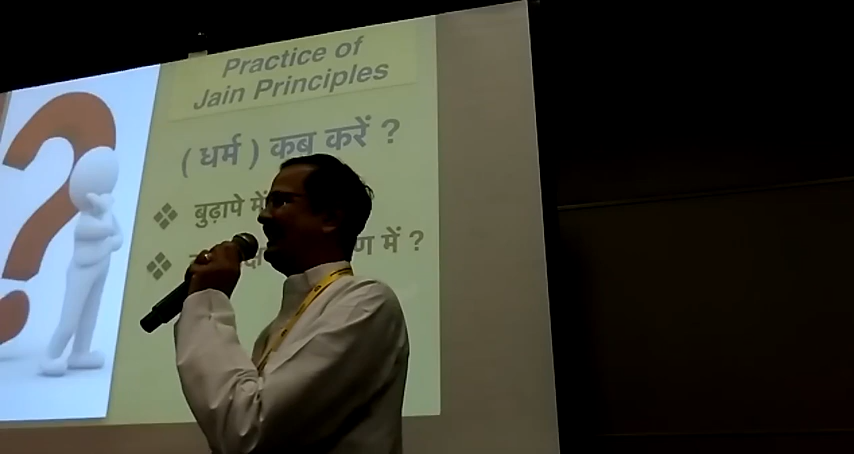 Practice of
Jain Principles
( धर्म ) कब करें ?
बुढ़ापे में
में ?